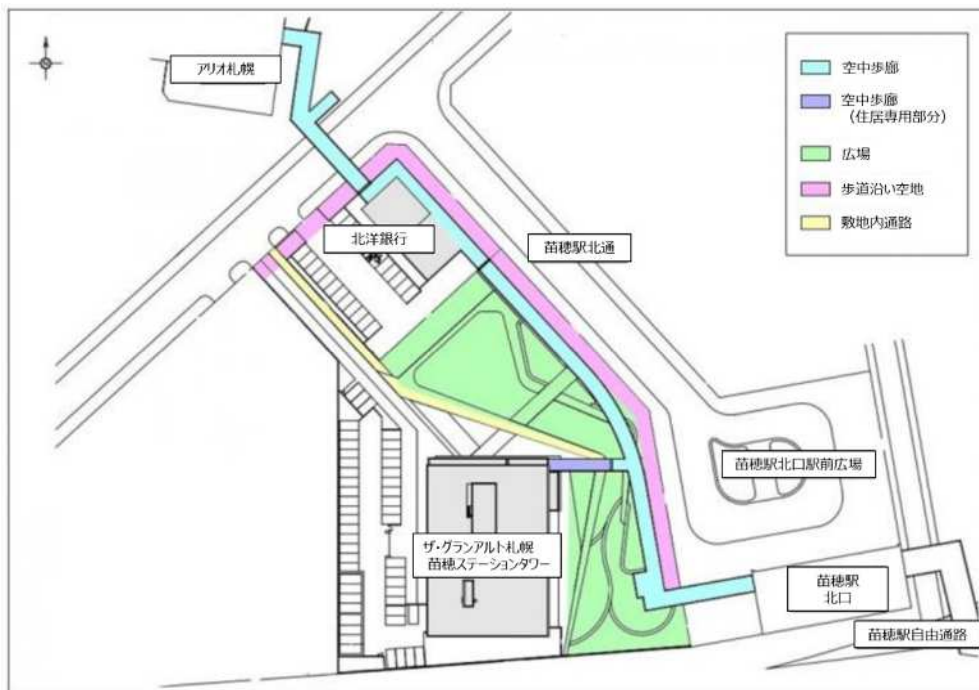 アリオ札幌
空中歩廊
空中歩廊
（住居専用部分）
広場
歩道沿い空地
敷地内通路
北洋銀行
苗穂駅北通
苗穂駅北口駅前広場
ザ・グランアルト札幌
苗穂ステーションタワー
苗穂駅
北口
苗穂駅自由通路